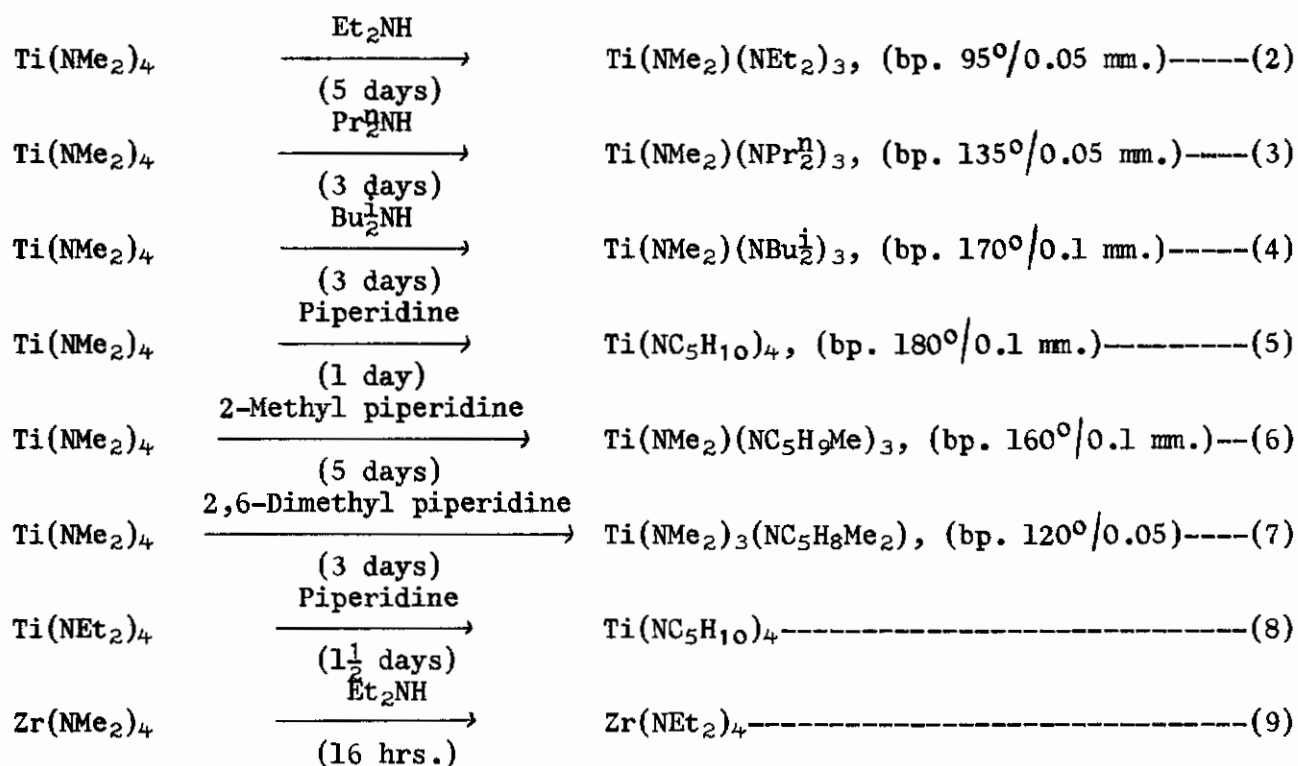 Et₂NH
Ti(NMe₂)₄ ⟶ Ti(NMe₂)(NEt₂)₃, (bp. 95°/0.05 mm.)-----(2)
(5 days)
Prⁿ₂NH
Ti(NMe₂)₄ ⟶ Ti(NMe₂)(NPrⁿ₂)₃, (bp. 135°/0.05 mm.)-----(3)
(3 days)
Buⁱ₂NH
Ti(NMe₂)₄ ⟶ Ti(NMe₂)(NBuⁱ₂)₃, (bp. 170°/0.1 mm.)-----(4)
(3 days)
Piperidine
Ti(NMe₂)₄ ⟶ Ti(NC₅H₁₀)₄, (bp. 180°/0.1 mm.)---------(5)
(1 day)
2-Methyl piperidine
Ti(NMe₂)₄ ⟶ Ti(NMe₂)(NC₅H₉Me)₃, (bp. 160°/0.1 mm.)--(6)
(5 days)
2,6-Dimethyl piperidine
Ti(NMe₂)₄ ⟶ Ti(NMe₂)₃(NC₅H₈Me₂), (bp. 120°/0.05)----(7)
(3 days)
Piperidine
Ti(NEt₂)₄ ⟶ Ti(NC₅H₁₀)₄----------------------------(8)
(1½ days)
Et₂NH
Zr(NMe₂)₄ ⟶ Zr(NEt₂)₄------------------------------(9)
(16 hrs.)